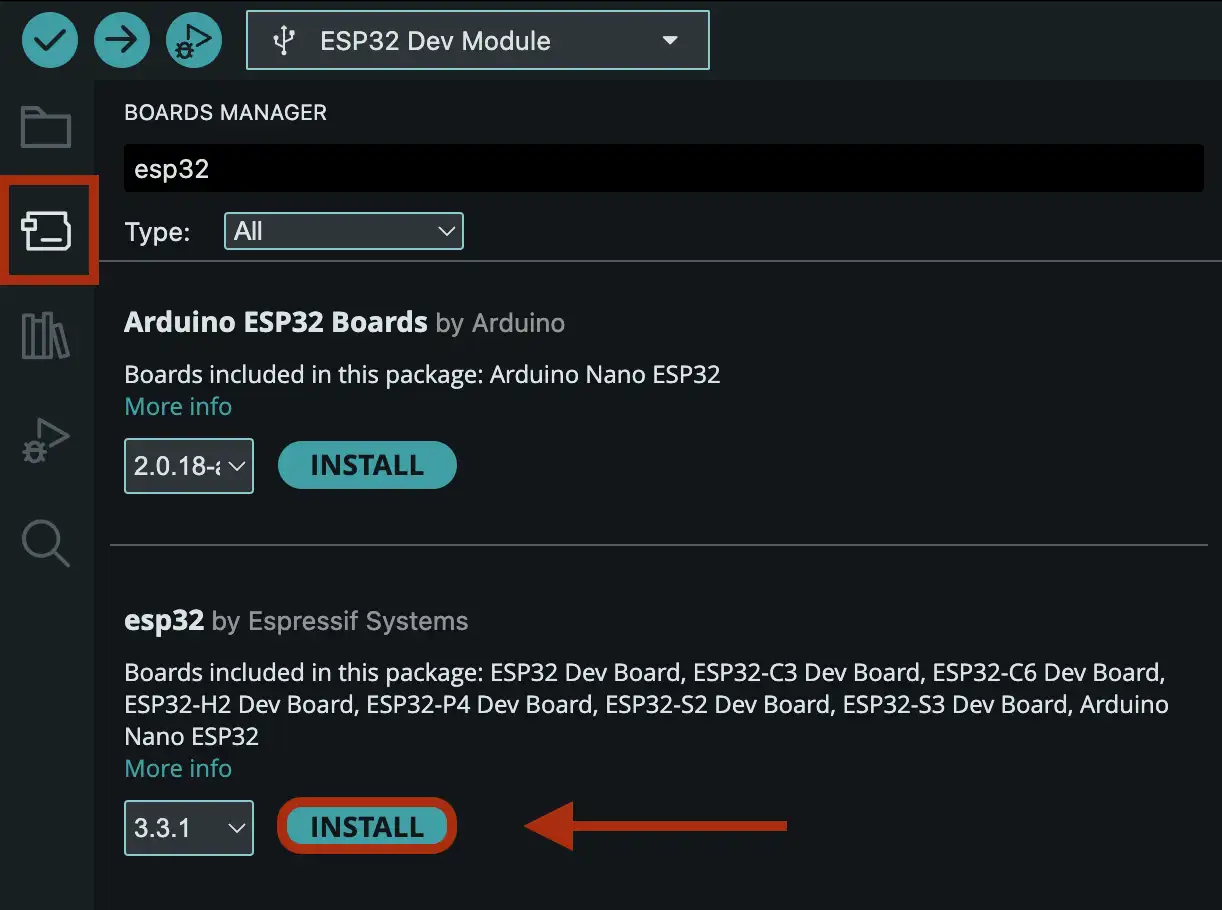 ESP32 Dev Module
BOARDS MANAGER
esp32
Type: All
Arduino ESP32 Boards by Arduino
Boards included in this package: Arduino Nano ESP32
More info
2.0.18-a INSTALL
esp32 by Espressif Systems
Boards included in this package: ESP32 Dev Board, ESP32-C3 Dev Board, ESP32-C6 Dev Board,
ESP32-H2 Dev Board, ESP32-P4 Dev Board, ESP32-S2 Dev Board, ESP32-S3 Dev Board, Arduino
Nano ESP32
More info
3.3.1 INSTALL